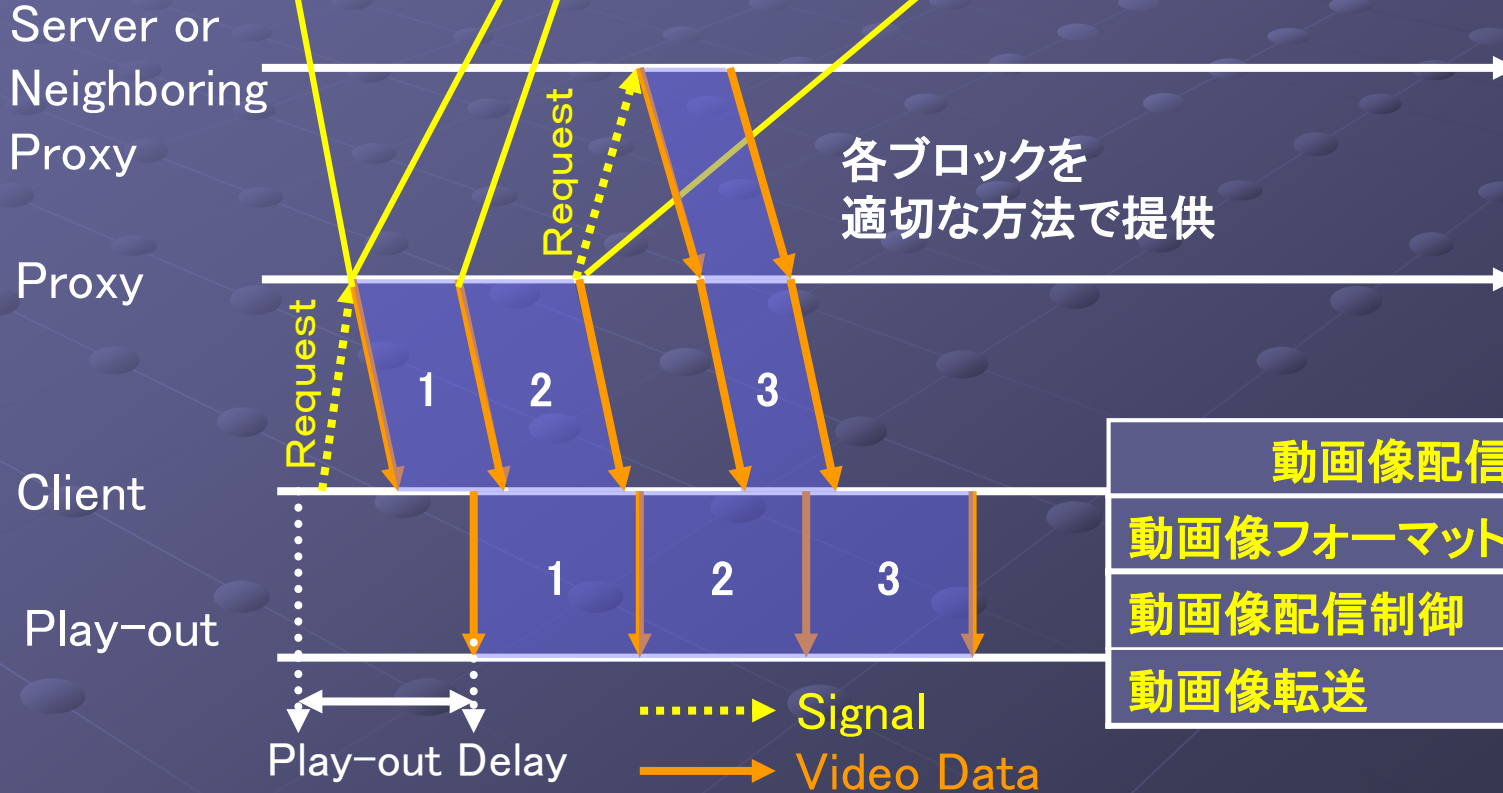 Server or
Neighboring
Proxy
Request
各ブロックを
適切な方法で提供
Proxy
Request
1
2
3
Client
動画像配信
動画像フォーマット
1
2
3
動画像配信制御
Play-out
動画像転送
Signal
Play-out Delay
Video Data